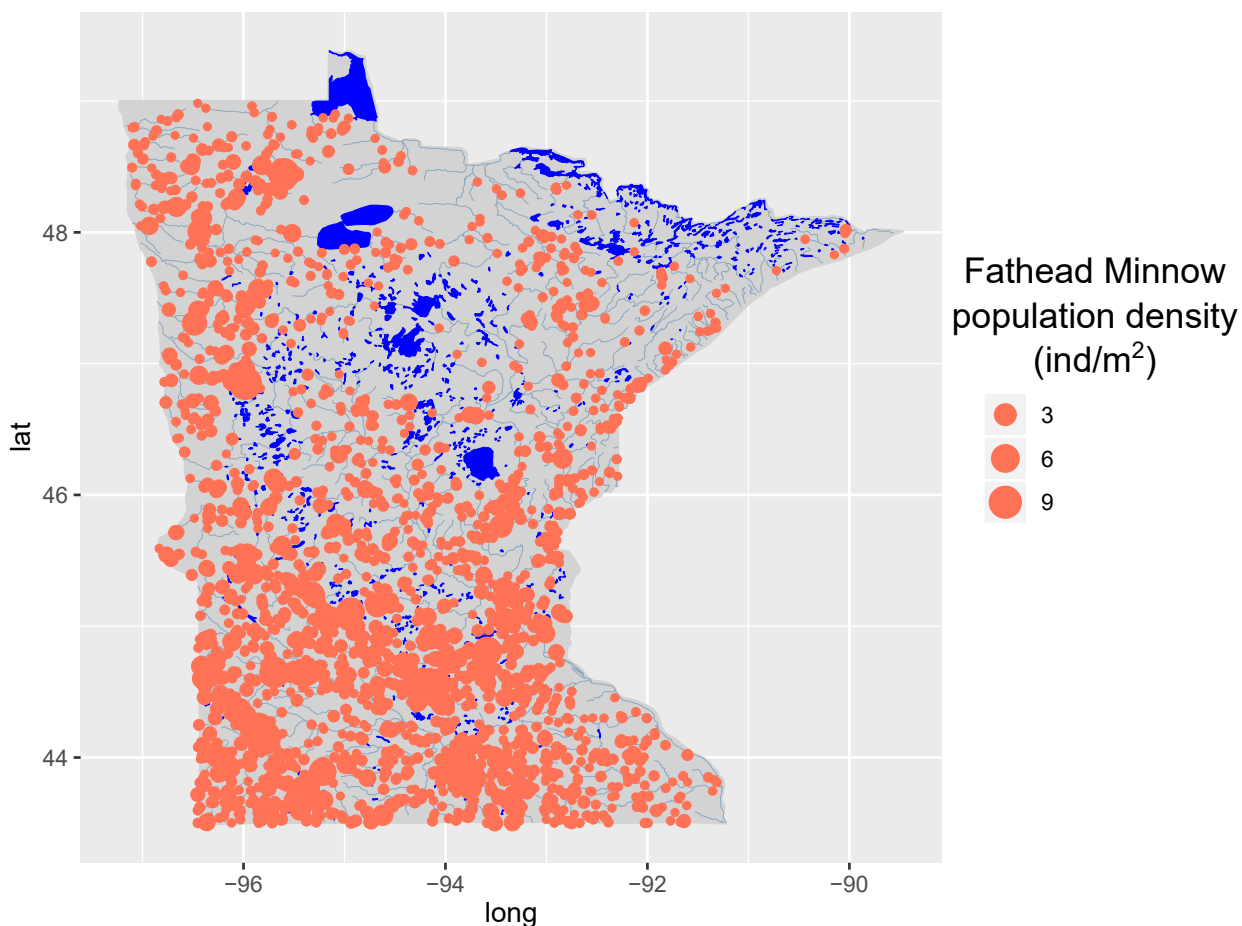 48
46
44
−96
−94
−92
−90
long
lat
Fathead Minnow
population density
(ind/m²)
3
6
9